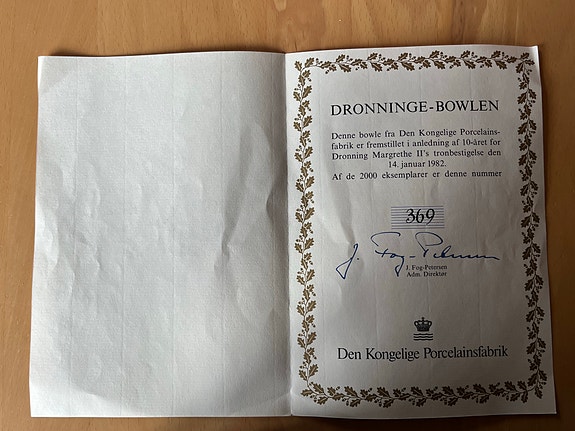 DRONNINGE-BOWLEN
Denne bowle fra Den Kongelige Porcelains-
fabrik er fremstillet i anledning af 10-året for
Dronning Margrethe II's tronbestigelse den
14. januar 1982.
Af de 2000 eksemplarer er denne nummer
369
J. Fog-Petersen
J. Fog-Petersen
Adm. Direktør
Den Kongelige Porcelainsfabrik